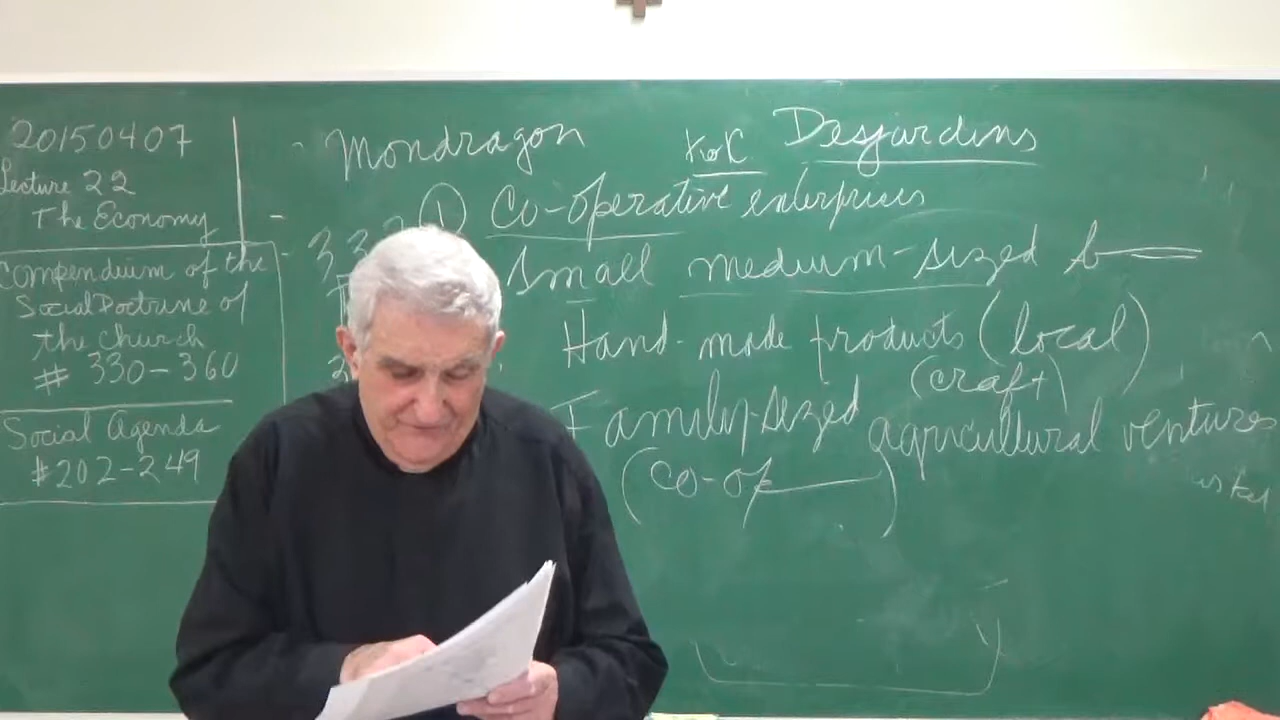 20150407
Lecture 22
The Economy
Compendium of the
Social Doctrine of
the Church
# 330-360
Social Agenda
#202-249
- Mondragon KofC Desjardins
① Co-operative enterprises
Small medium-sized b
Hand-made products (local)
(craft)
Family-sized agricultural ventures
(co-op)